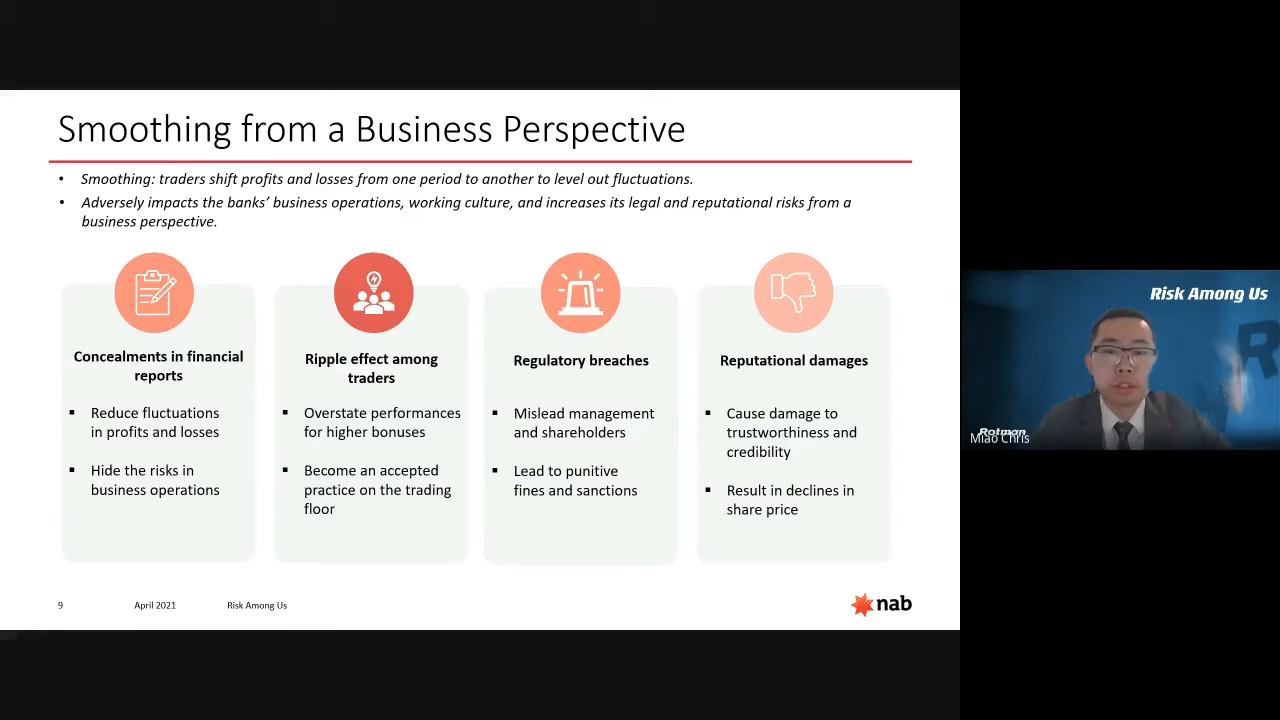 Smoothing from a Business Perspective
• Smoothing: traders shift profits and losses from one period to another to level out fluctuations.
• Adversely impacts the banks' business operations, working culture, and increases its legal and reputational risks from a
business perspective.
Concealments in financial
reports
▪ Reduce fluctuations
in profits and losses
▪ Hide the risks in
business operations
Ripple effect among
traders
▪ Overstate performances
for higher bonuses
▪ Become an accepted
practice on the trading
floor
Regulatory breaches
▪ Mislead management
and shareholders
▪ Lead to punitive
fines and sanctions
Reputational damages
▪ Cause damage to
trustworthiness and
credibility
▪ Result in declines in
share price
9 April 2021 Risk Among Us
nab
Risk Among Us
Rotman
Miao Chris